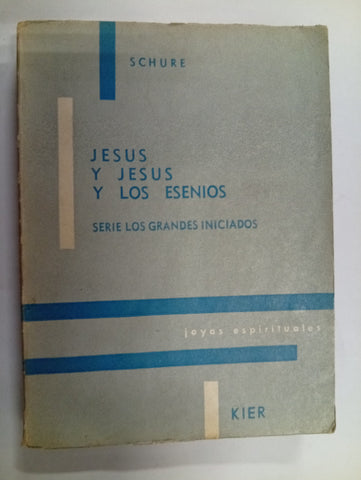 SCHURE
JESUS
Y JESUS
Y LOS ESENIOS
SERIE LOS GRANDES INICIADOS
joyas espirituales
KIER